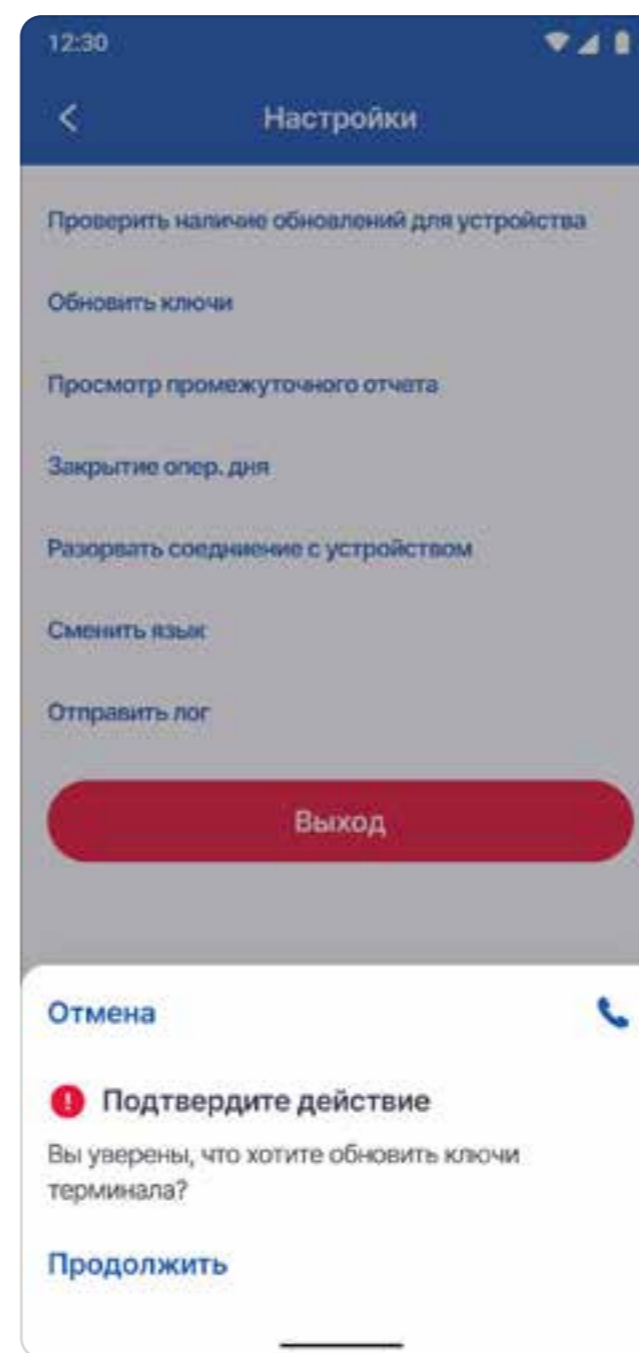 12:30
Настройки
Проверить наличие обновлений для устройства
Обновить ключи
Просмотр промежуточного отчета
Закрытие опер. дня
Разорвать соедниение с устройством
Сменить язык
Отправить лог
Выход
Отмена
Подтвердите действие
Вы уверены, что хотите обновить ключи
терминала?
Продолжить